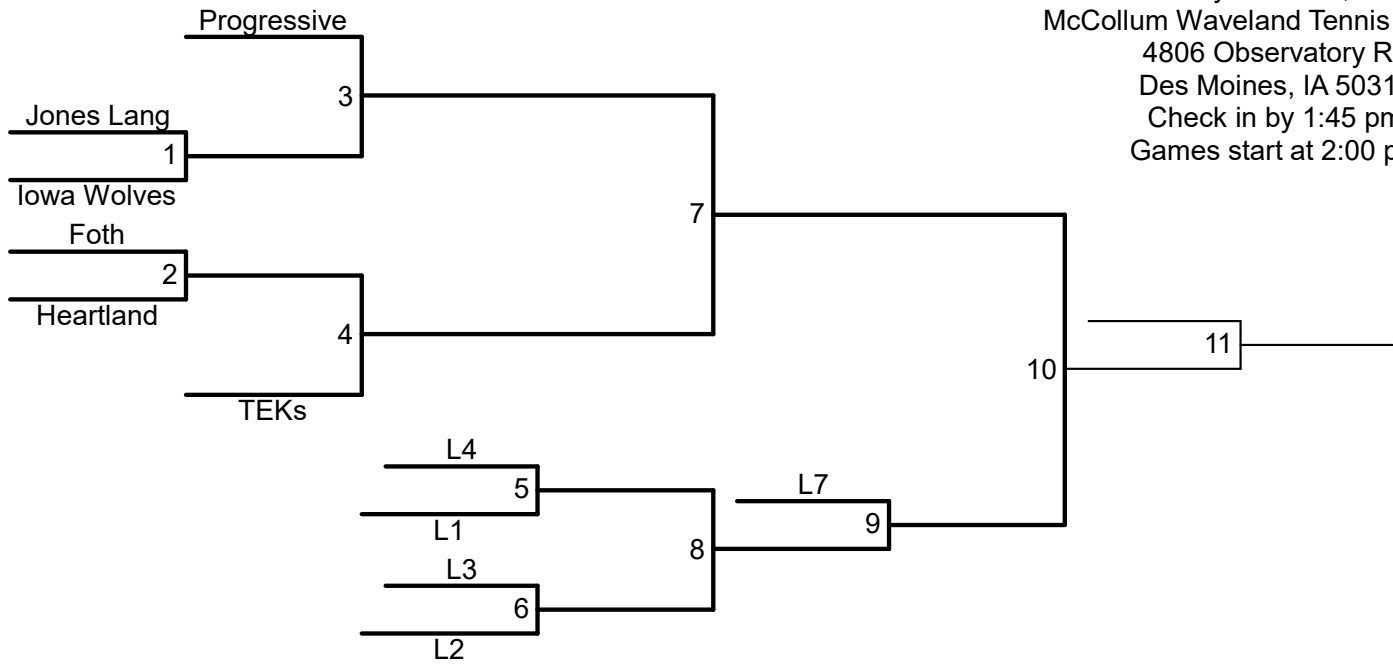 Progressive
McCollum Waveland Tennis
4806 Observatory R
Des Moines, IA 5031
Check in by 1:45 pm
Games start at 2:00 p
3
Jones Lang
1
Iowa Wolves
Foth
2
Heartland
7
4
TEKs
11
10
L4
5
L1
L7
9
8
L3
6
L2